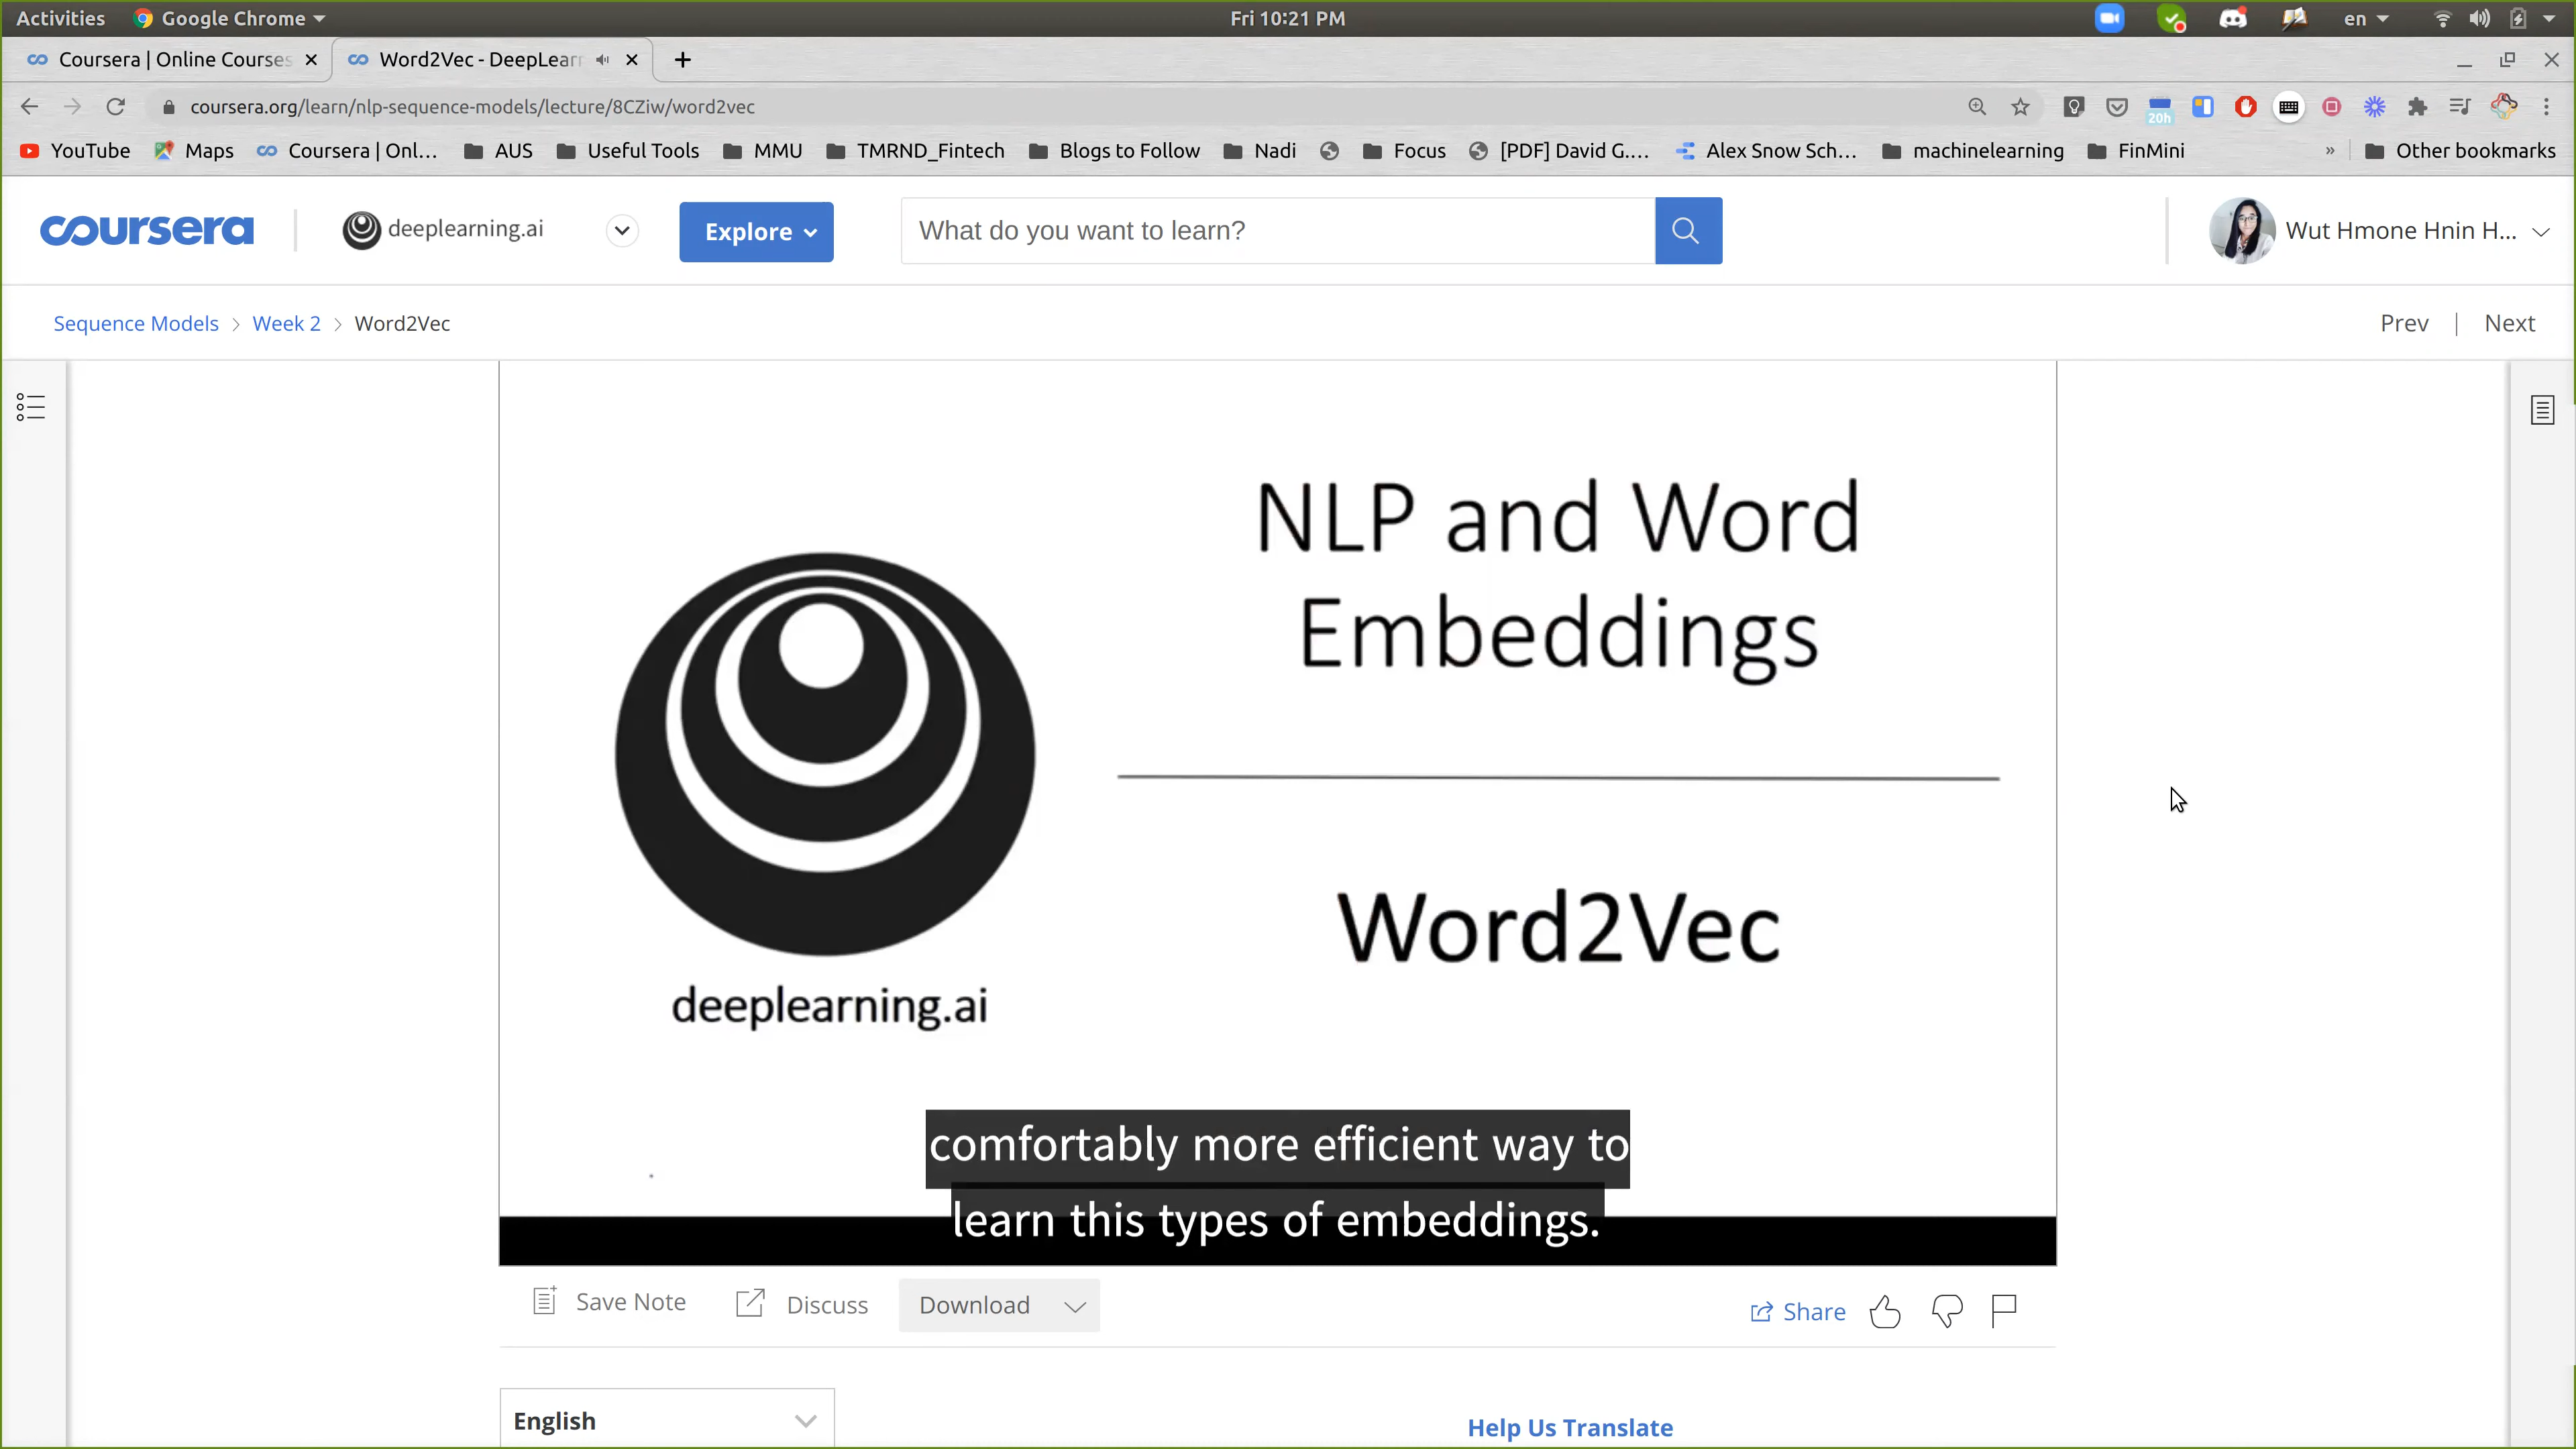 Activities Google Chrome Fri 10:21 PM en
Coursera | Online Courses Word2Vec - DeepLear
coursera.org/learn/nlp-sequence-models/lecture/8CZiw/word2vec
20h
YouTube Maps Coursera | Onl... AUS Useful Tools MMU TMRND_Fintech Blogs to Follow Nadi Focus [PDF] David G.... Alex Snow Sch... machinelearning FinMini » Other bookmarks
coursera deeplearning.ai Explore What do you want to learn? Wut Hmone Hnin H...
Sequence Models > Week 2 > Word2Vec Prev | Next
NLP and Word
Embeddings
Word2Vec
deeplearning.ai
comfortably more efficient way to
learn this types of embeddings.
Save Note Discuss Download Share
English
Help Us Translate